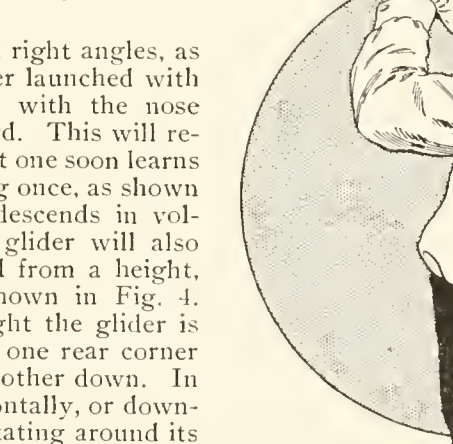 right angles, as
er launched with
with the nose
d. This will re-
t one soon learns
g once, as shown
descends in vol-
glider will also
l from a height,
hown in Fig. 4.
ght the glider is
one rear corner
other down. In
ontally, or down-
tating around its